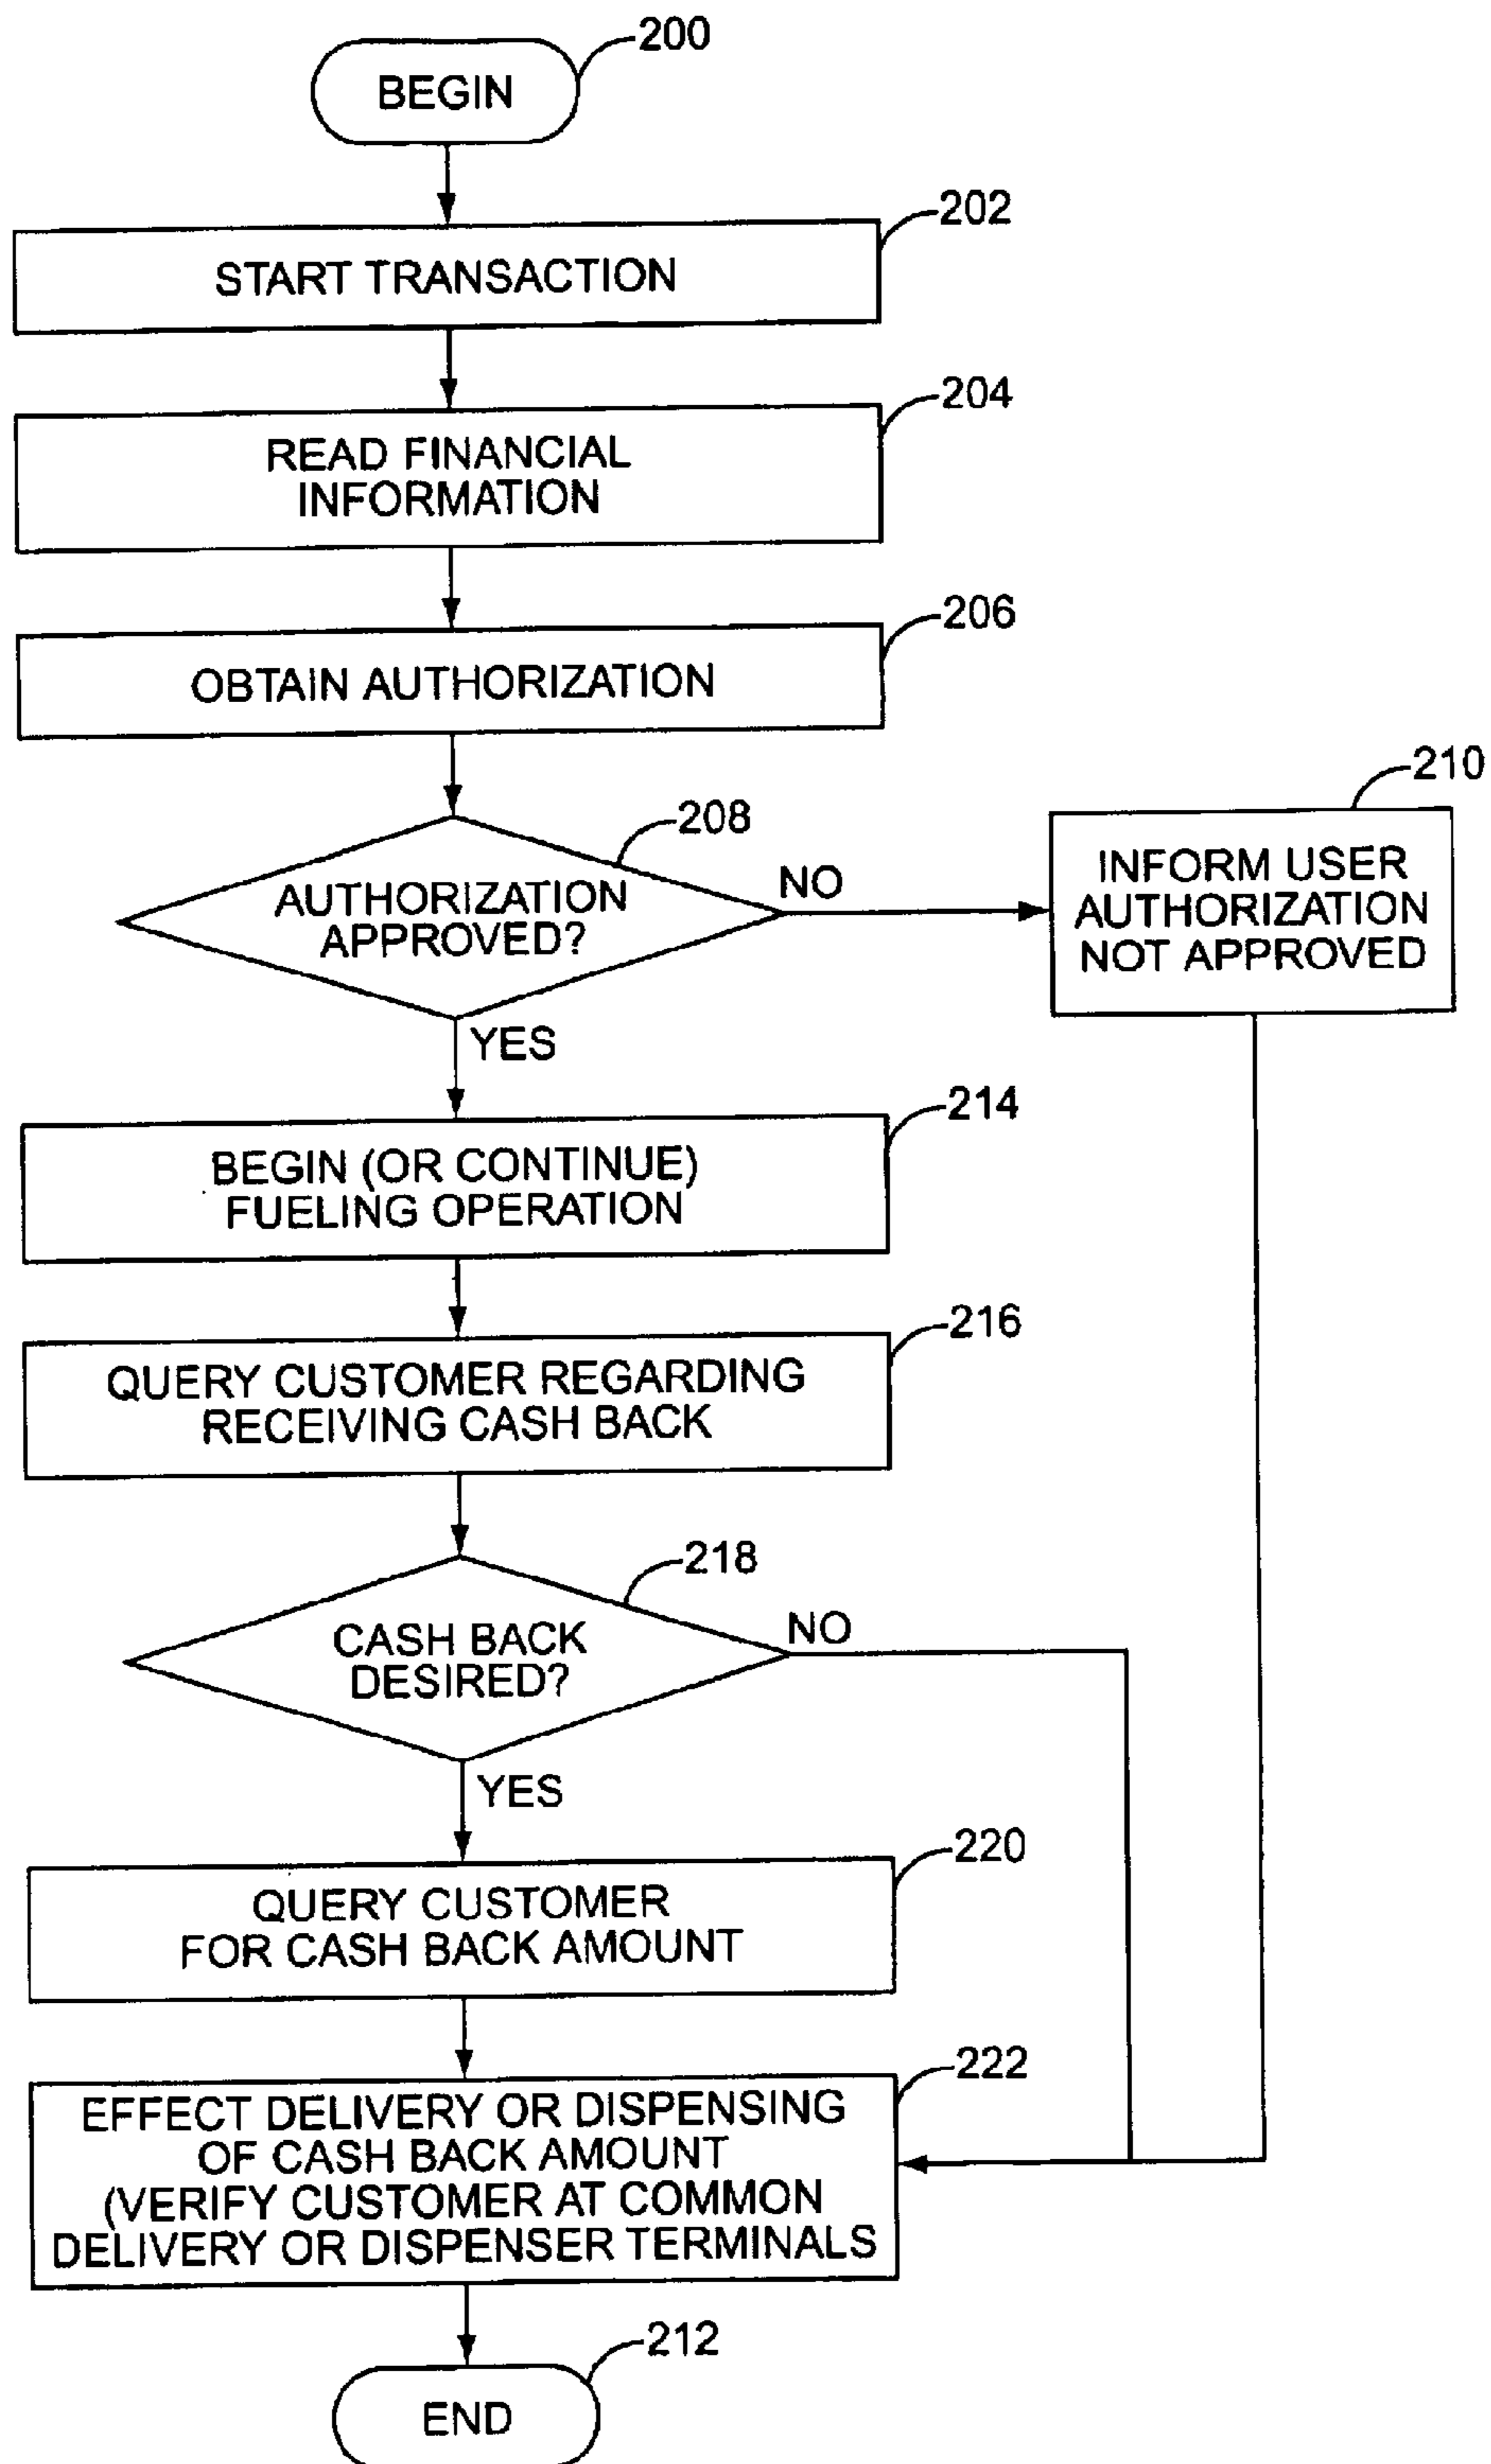 200
BEGIN
202
START TRANSACTION
204
READ FINANCIAL
INFORMATION
206
OBTAIN AUTHORIZATION
208
AUTHORIZATION
APPROVED?
NO
210
INFORM USER
AUTHORIZATION
NOT APPROVED
YES
214
BEGIN (OR CONTINUE)
FUELING OPERATION
216
QUERY CUSTOMER REGARDING
RECEIVING CASH BACK
218
CASH BACK
DESIRED?
NO
YES
220
QUERY CUSTOMER
FOR CASH BACK AMOUNT
222
EFFECT DELIVERY OR DISPENSING
OF CASH BACK AMOUNT
(VERIFY CUSTOMER AT COMMON
DELIVERY OR DISPENSER TERMINALS
212
END